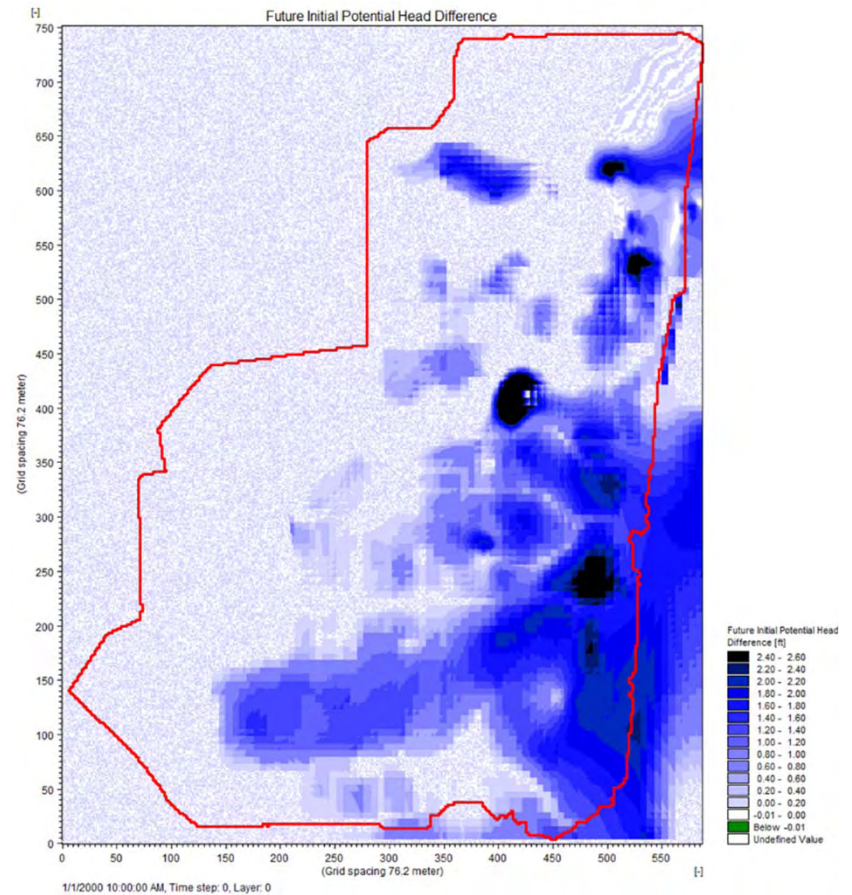 [-]
Future Initial Potential Head Difference
750
700
650
600
550
500
450
400
350
300
250
200
150
100
50
0
(Grid spacing 76.2 meter)
0 50 100 150 200 250 300 350 400 450 500 550
(Grid spacing 76.2 meter) [-]
1/1/2000 10:00:00 AM, Time step: 0, Layer: 0
Future Initial Potential Head
Difference [ft]
2.40 - 2.60
2.20 - 2.40
2.00 - 2.20
1.80 - 2.00
1.60 - 1.80
1.40 - 1.60
1.20 - 1.40
1.00 - 1.20
0.80 - 1.00
0.60 - 0.80
0.40 - 0.60
0.20 - 0.40
0.00 - 0.20
-0.01 - 0.00
Below -0.01
Undefined Value